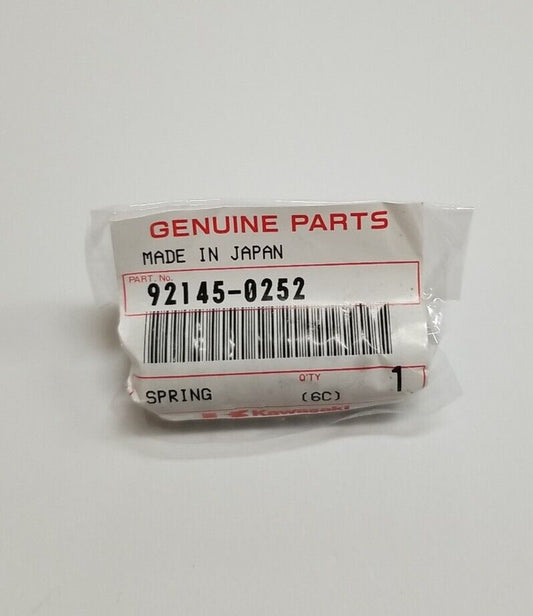 GENUINE PARTS
MADE IN JAPAN
PART. No.
92145-0252
Q'TY
SPRING (6C) 1
Kawasaki